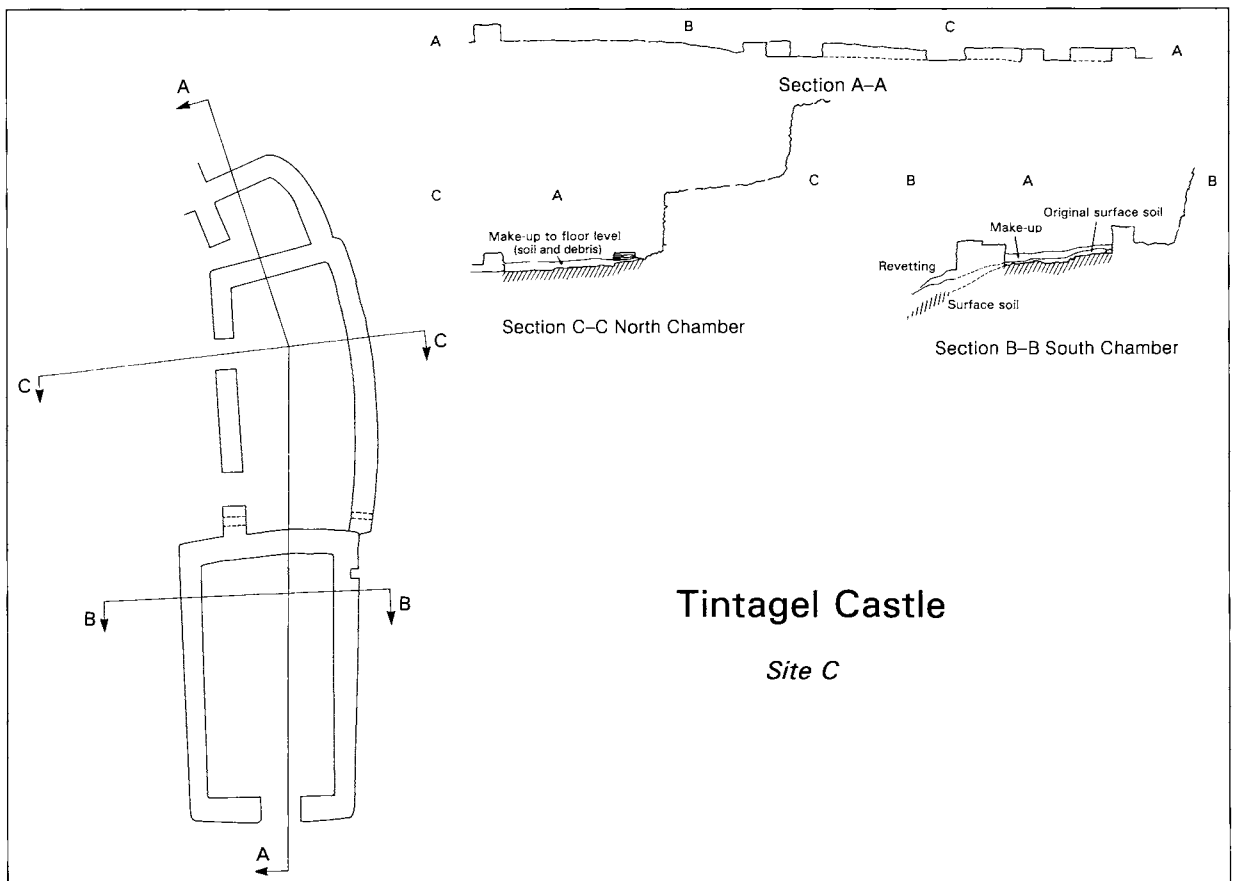 A B C A
Section A–A
C A C
Make-up to floor level
(soil and debris)
Section C–C North Chamber
B A B
Original surface soil
Make-up
Revetting
Surface soil
Section B–B South Chamber
A
C
C
B
B
A
Tintagel Castle
Site C